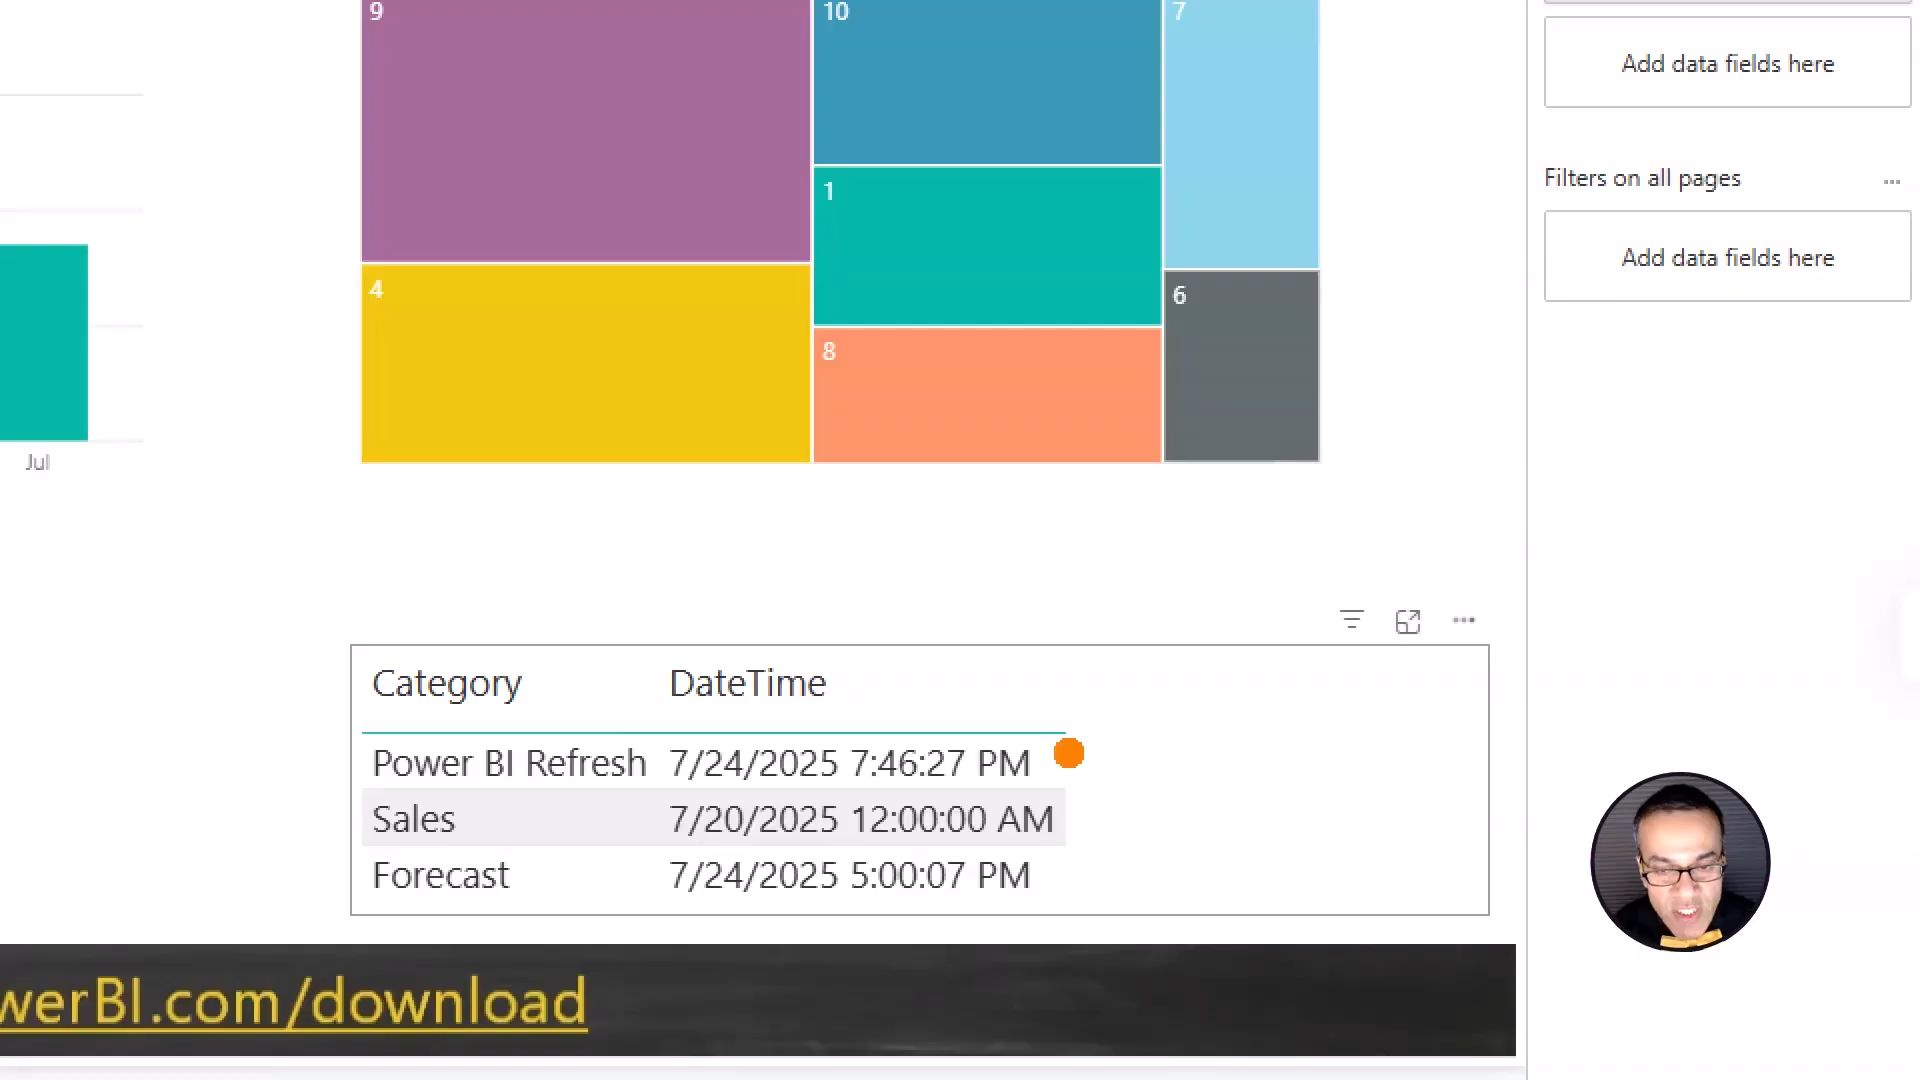 9
10
7
Add data fields here
Filters on all pages
1
Add data fields here
4
6
8
Jul
Category DateTime
Power BI Refresh 7/24/2025 7:46:27 PM
Sales 7/20/2025 12:00:00 AM
Forecast 7/24/2025 5:00:07 PM
werBI.com/download